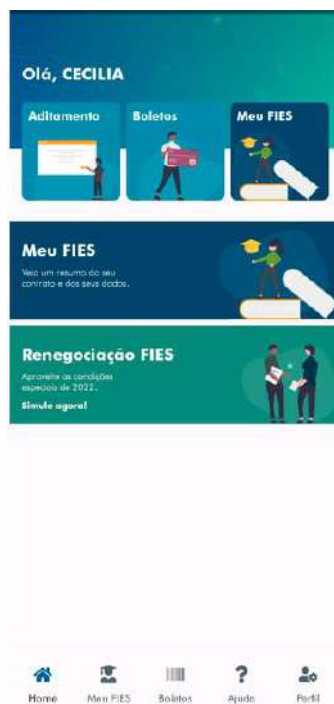 Olá, CECILIA
Aditamento
Boletos
Meu FIES
Meu FIES
Veja um resumo do seu
contrato e dos seus dados.
Renegociação FIES
Aproveite as condições
especiais de 2022.
Simule agora!
Home
Meu FIES
Boletos
Ajuda
Perfil